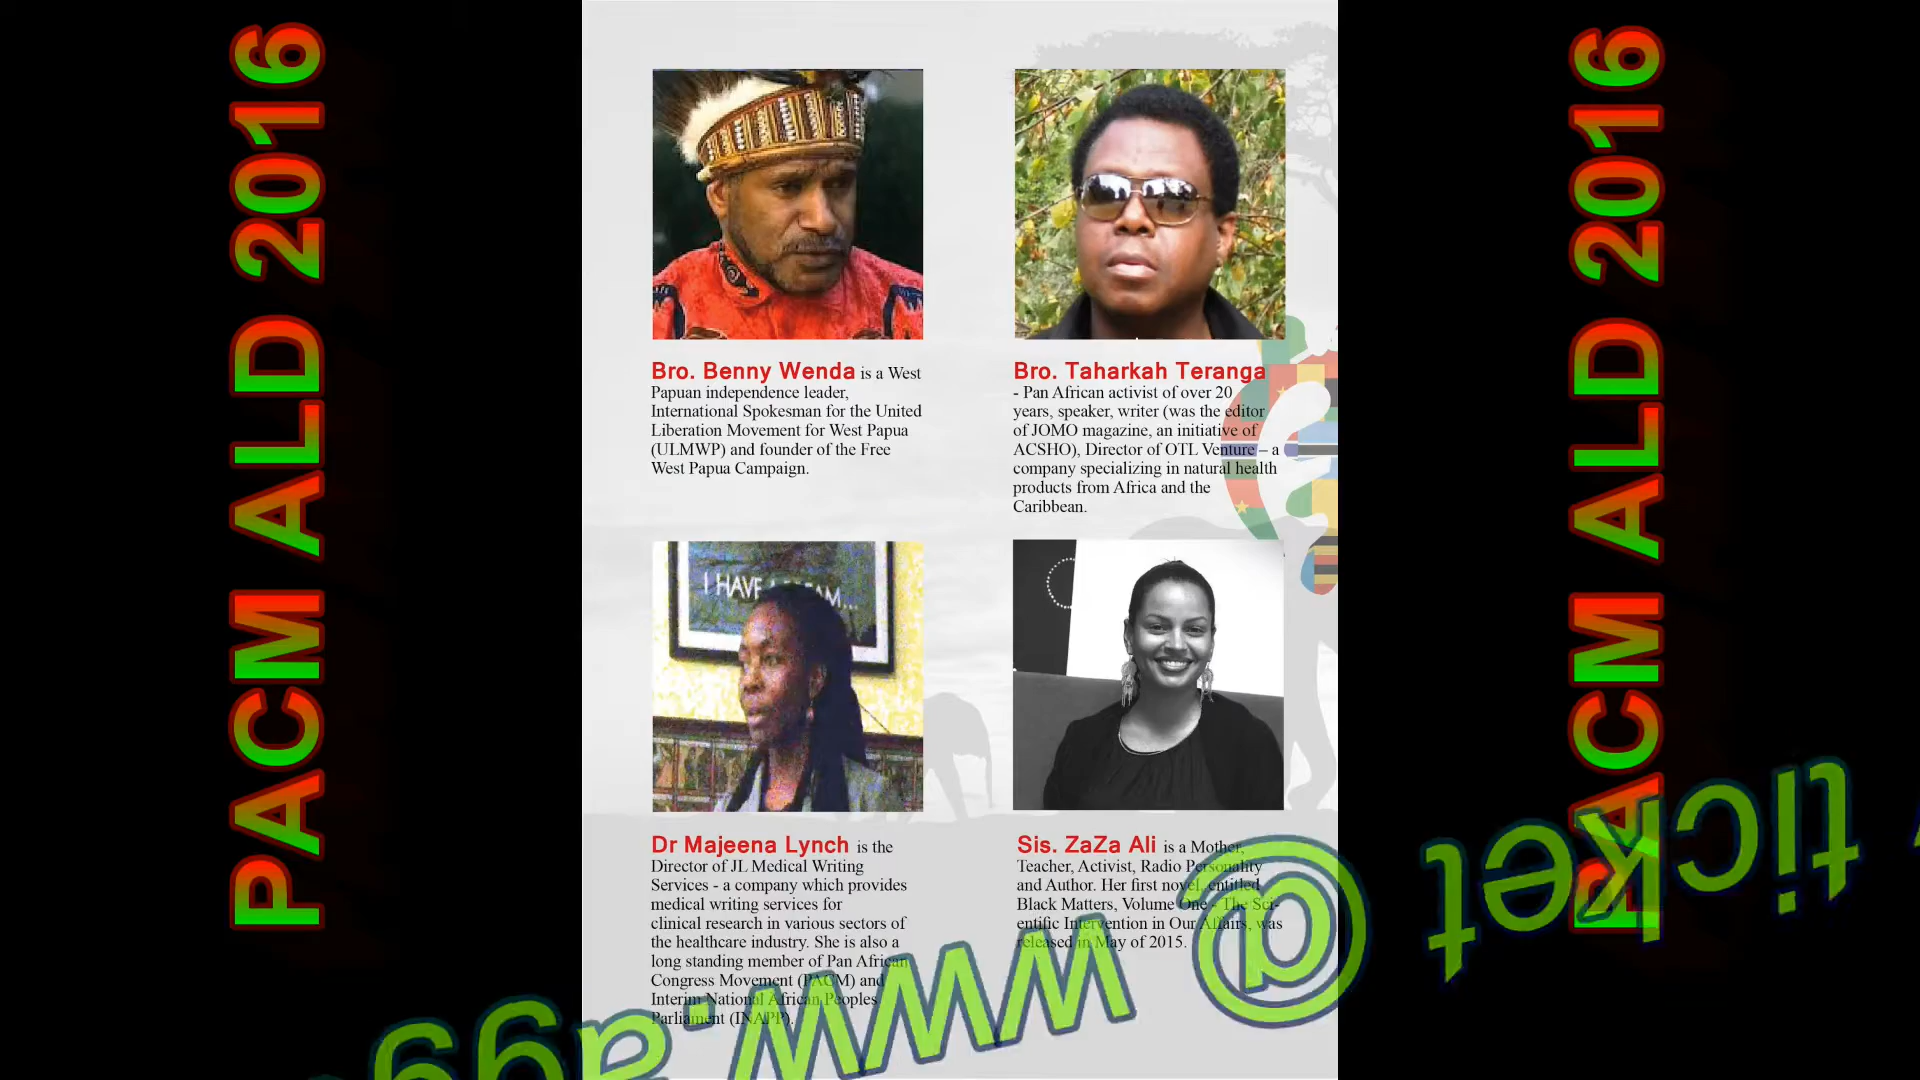 PACM ALD 2016
Bro. Benny Wenda is a West
Papuan independence leader,
International Spokesman for the United
Liberation Movement for West Papua
(ULMWP) and founder of the Free
West Papua Campaign.
Bro. Taharkah Teranga
- Pan African activist of over 20
years, speaker, writer (was the editor
of JOMO magazine, an initiative of
ACSHO), Director of OTL Venture – a
company specializing in natural health
products from Africa and the
Caribbean.
I HAVE A DREAM...
Dr Majeena Lynch is the
Director of JL Medical Writing
Services - a company which provides
medical writing services for
clinical research in various sectors of
the healthcare industry. She is also a
long standing member of Pan African
Congress Movement (PACM) and
Interim National African Peoples
Parliament (INAPP).
Sis. ZaZa Ali is a Mother,
Teacher, Activist, Radio Personality
and Author. Her first novel, entitled
Black Matters, Volume One - The Sci-
entific Intervention in Our Affairs, was
released in May of 2015.
PACM ALD 2016
ticket @ www.